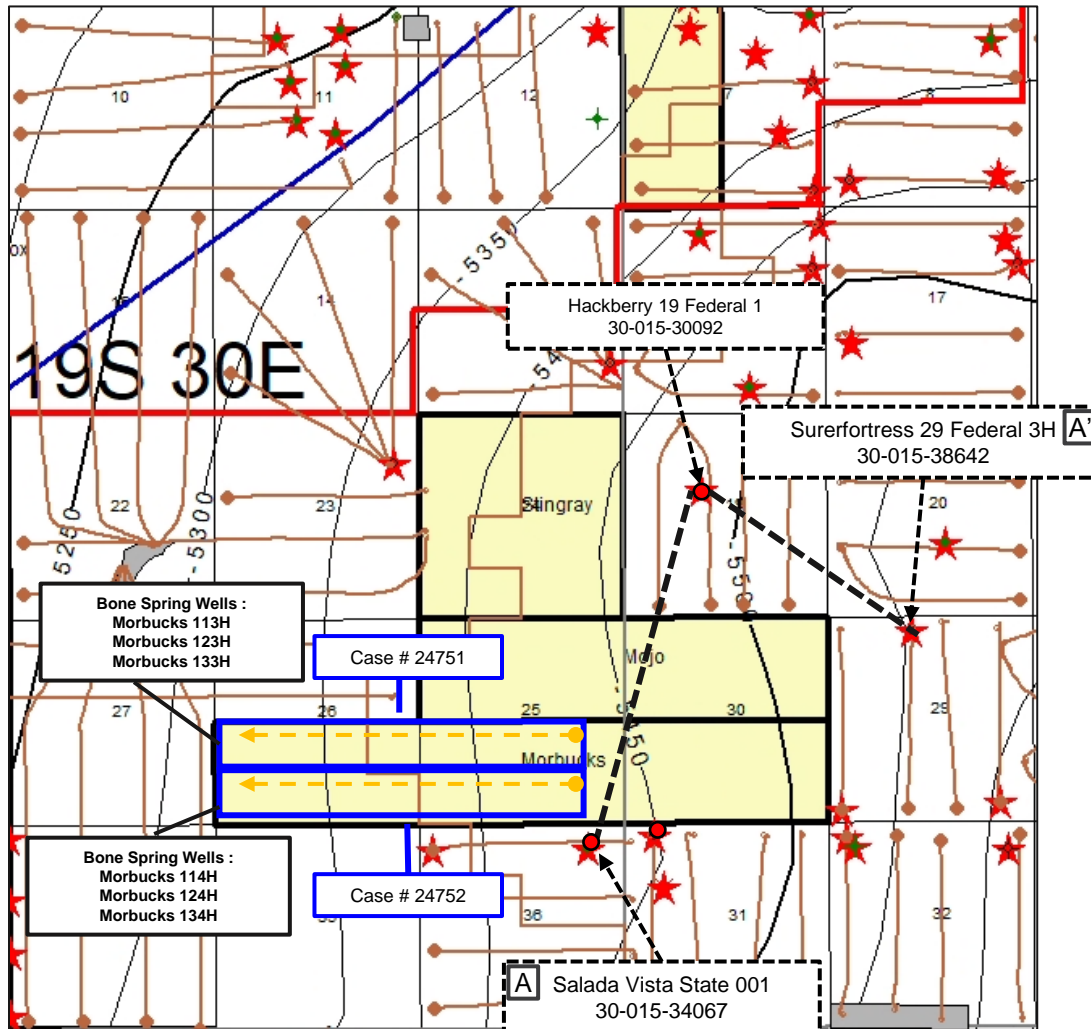 10
11
12
7
8
-5350
14
17
Hackberry 19 Federal 1
30-015-30092
19S 30E
Surerfortress 29 Federal 3H
30-015-38642
A'
22
23
Stingray
20
5250
-5300
Bone Spring Wells :
Morbucks 113H
Morbucks 123H
Morbucks 133H
Case # 24751
Mojo
27
26
25
30
29
Morbucks
Bone Spring Wells :
Morbucks 114H
Morbucks 124H
Morbucks 134H
Case # 24752
36
31
32
A
Salada Vista State 001
30-015-34067